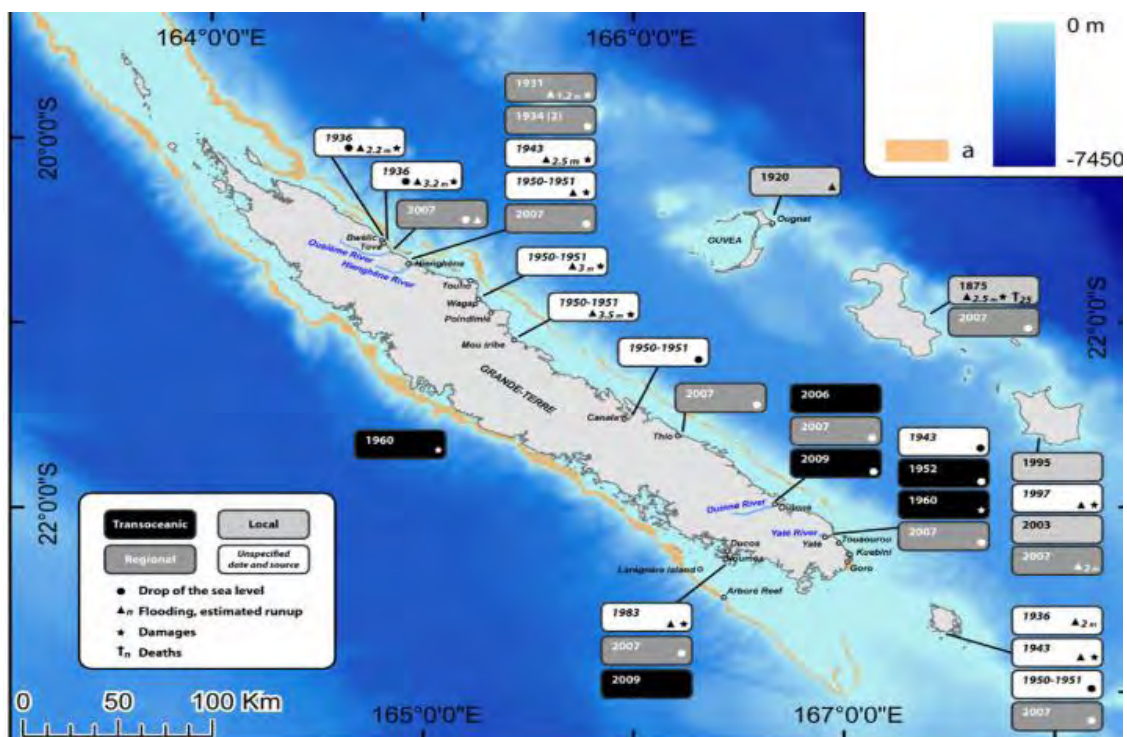 164°0'0"E
166°0'0"E
0 m
-7450
a
20°0'0"S
22°0'0"S
22°0'0"S
165°0'0"E
167°0'0"E
1931
▲1.2 m ★
1934 (2)
1943
▲2.5 m ★
1950-1951
▲ ★
2007
1936
●▲2.2 m★
1936
●▲3.2 m★
2007
1920
▲
Ougnat
OUVEA
Bwélic
Tova
Ouaième River
Hienghène
Hienghène River
Touho
Wagap
Poindimié
Mou iribe
1950-1951
▲3 m★
1950-1951
▲3.5 m★
1875
▲2.5 m★ T25
2007
1950-1951
●
GRANDE-TERRE
Canala
Thio
2007
2006
2007
2009
1943
1952
1960
2007
1960
★
1995
1997
▲ ★
2003
2007
▲2 m
Ouinné River
Ouinné
Yaté River
Yaté
Touaourou
Kuebini
Goro
Ducos
Nouméa
Larégnère Island
Arboré Reef
1983
▲ ★
2007
2009
1936
▲2 m
1943
▲ ★
1950-1951
●
2007
Transoceanic
Local
Regional
Unspecified
date and source
● Drop of the sea level
▲n Flooding, estimated runup
★ Damages
Tn Deaths
0 50 100 Km